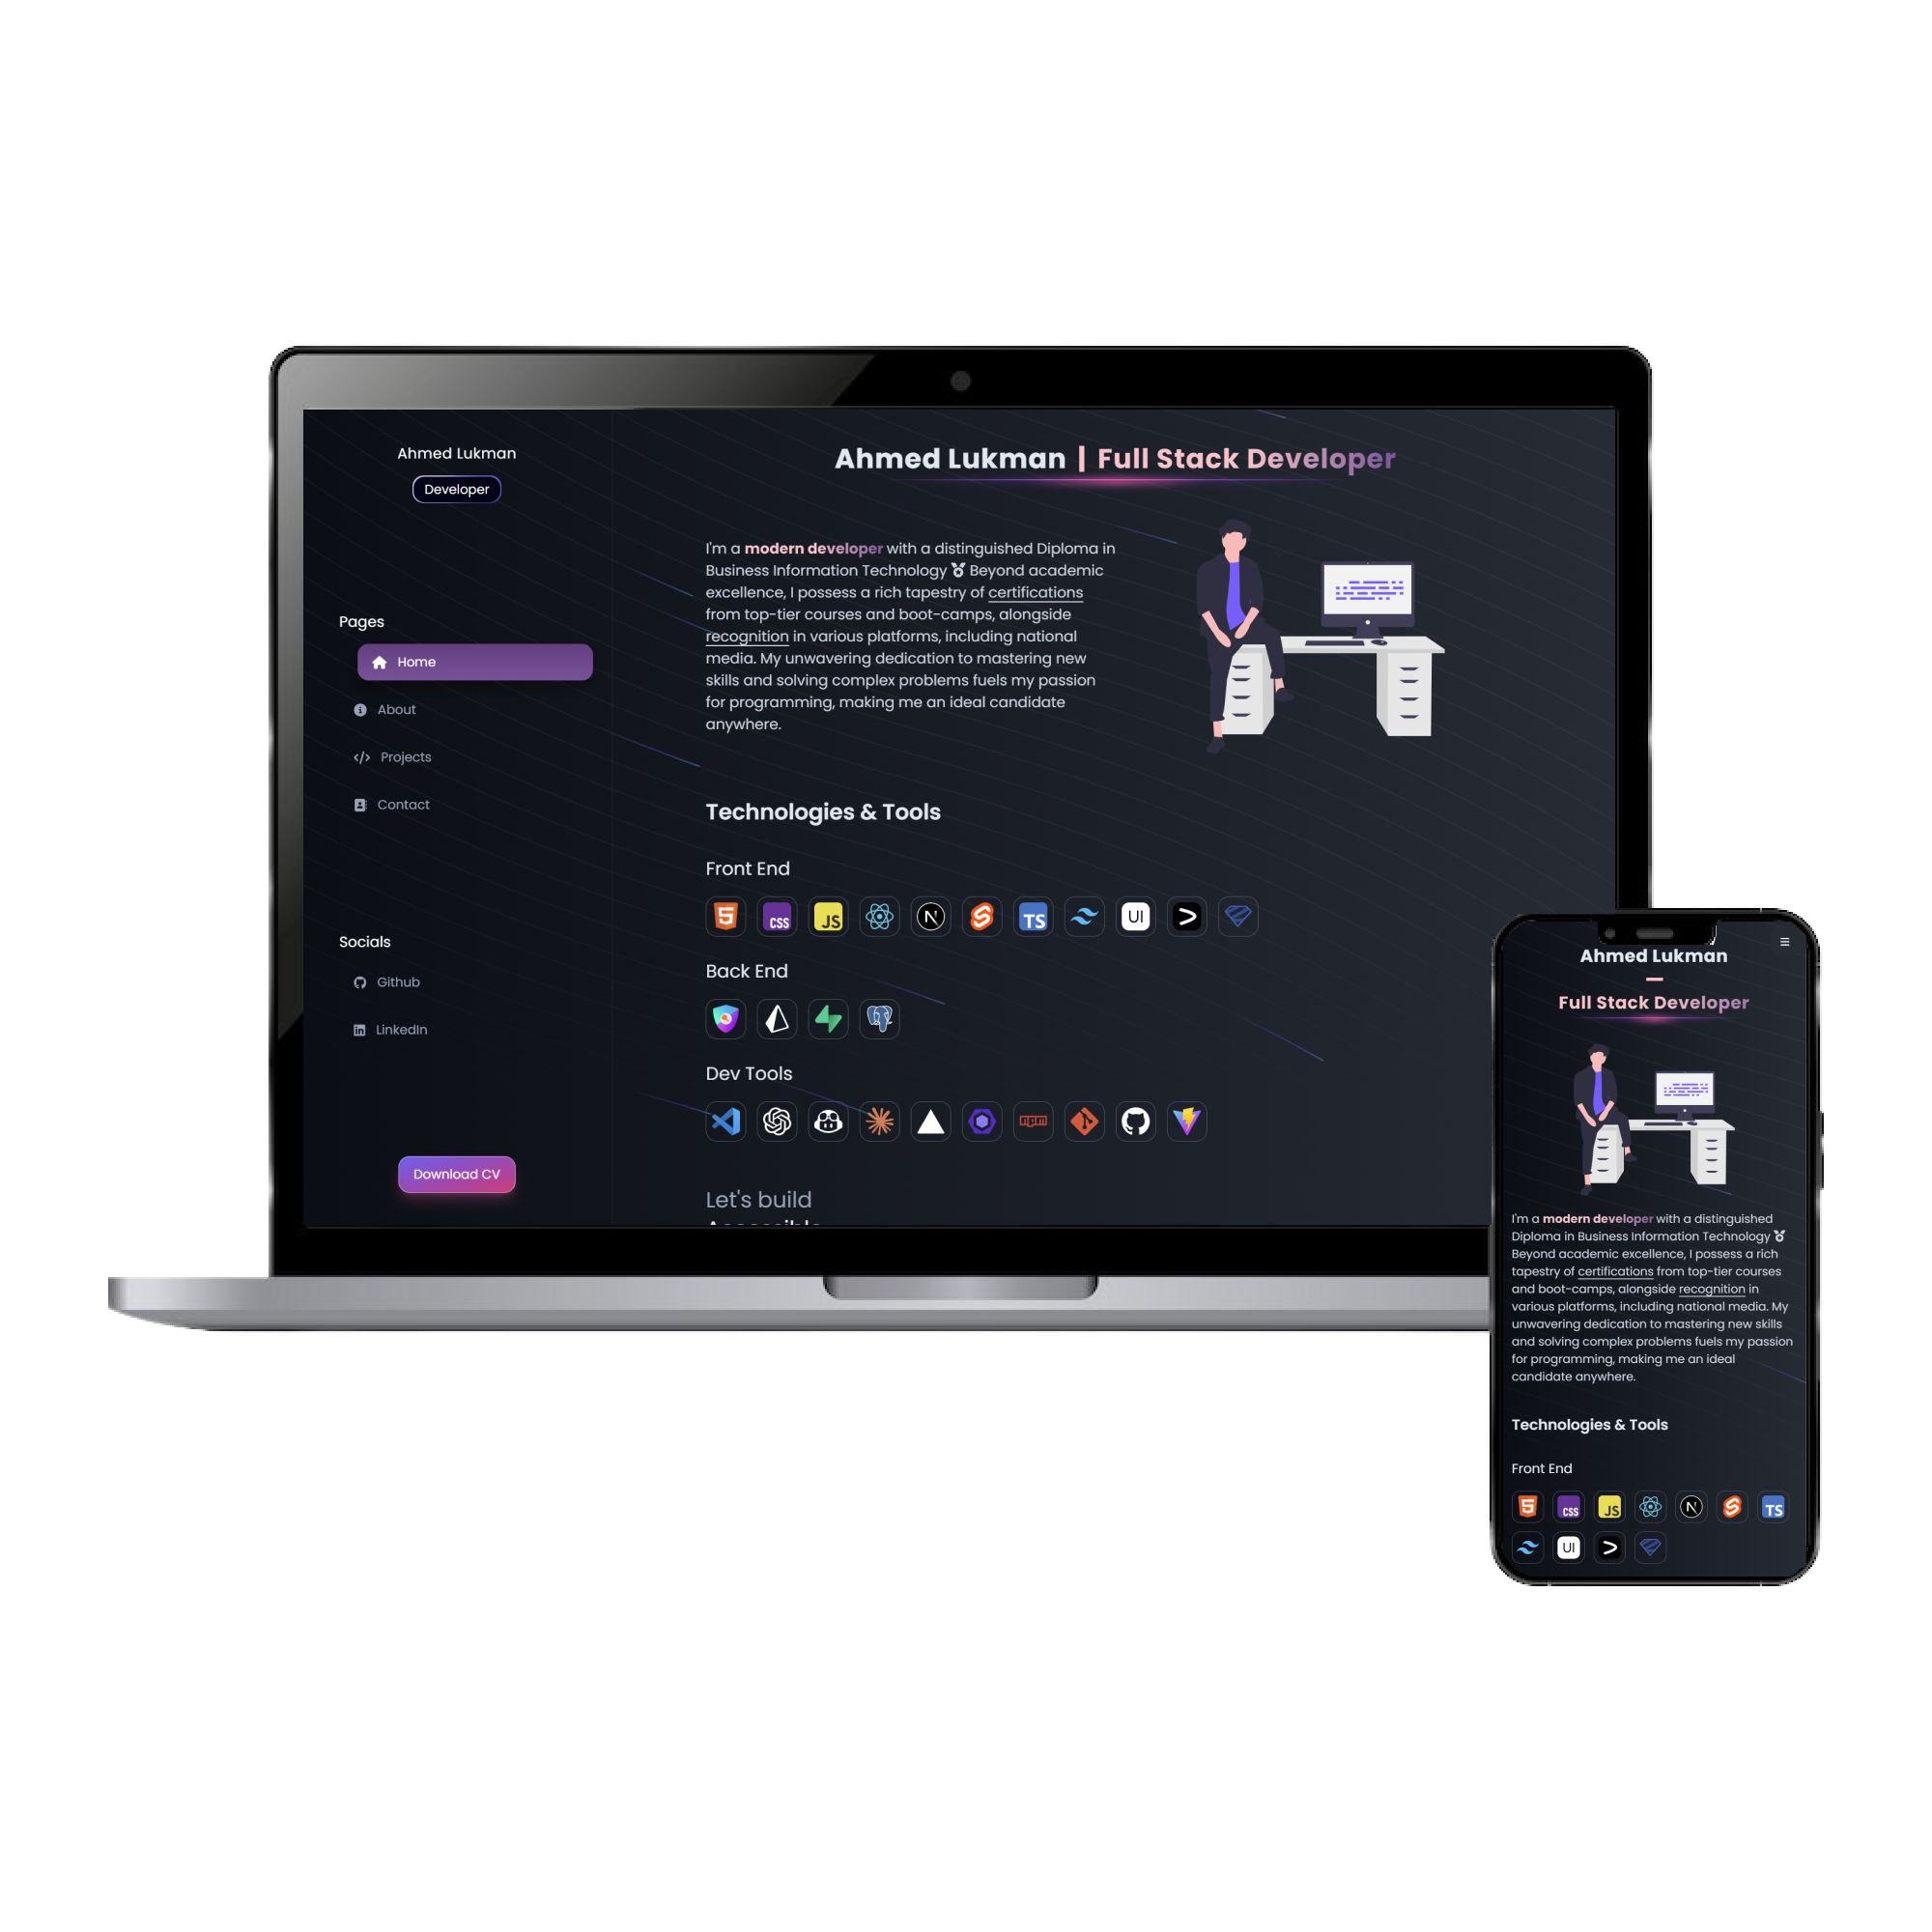 Ahmed Lukman
Developer
Pages
Home
About
Projects
Contact
Socials
Github
LinkedIn
Download CV
Ahmed Lukman | Full Stack Developer
I'm a modern developer with a distinguished Diploma in
Business Information Technology 🏅 Beyond academic
excellence, I possess a rich tapestry of certifications
from top-tier courses and boot-camps, alongside
recognition in various platforms, including national
media. My unwavering dedication to mastering new
skills and solving complex problems fuels my passion
for programming, making me an ideal candidate
anywhere.
Technologies & Tools
Front End
5 CSS JS N S TS UI
Back End
Dev Tools
npm
Let's build
Accessible
Ahmed Lukman
Full Stack Developer
I'm a modern developer with a distinguished
Diploma in Business Information Technology 🏅
Beyond academic excellence, I possess a rich
tapestry of certifications from top-tier courses
and boot-camps, alongside recognition in
various platforms, including national media. My
unwavering dedication to mastering new skills
and solving complex problems fuels my passion
for programming, making me an ideal
candidate anywhere.
Technologies & Tools
Front End
5 CSS JS N S TS
UI